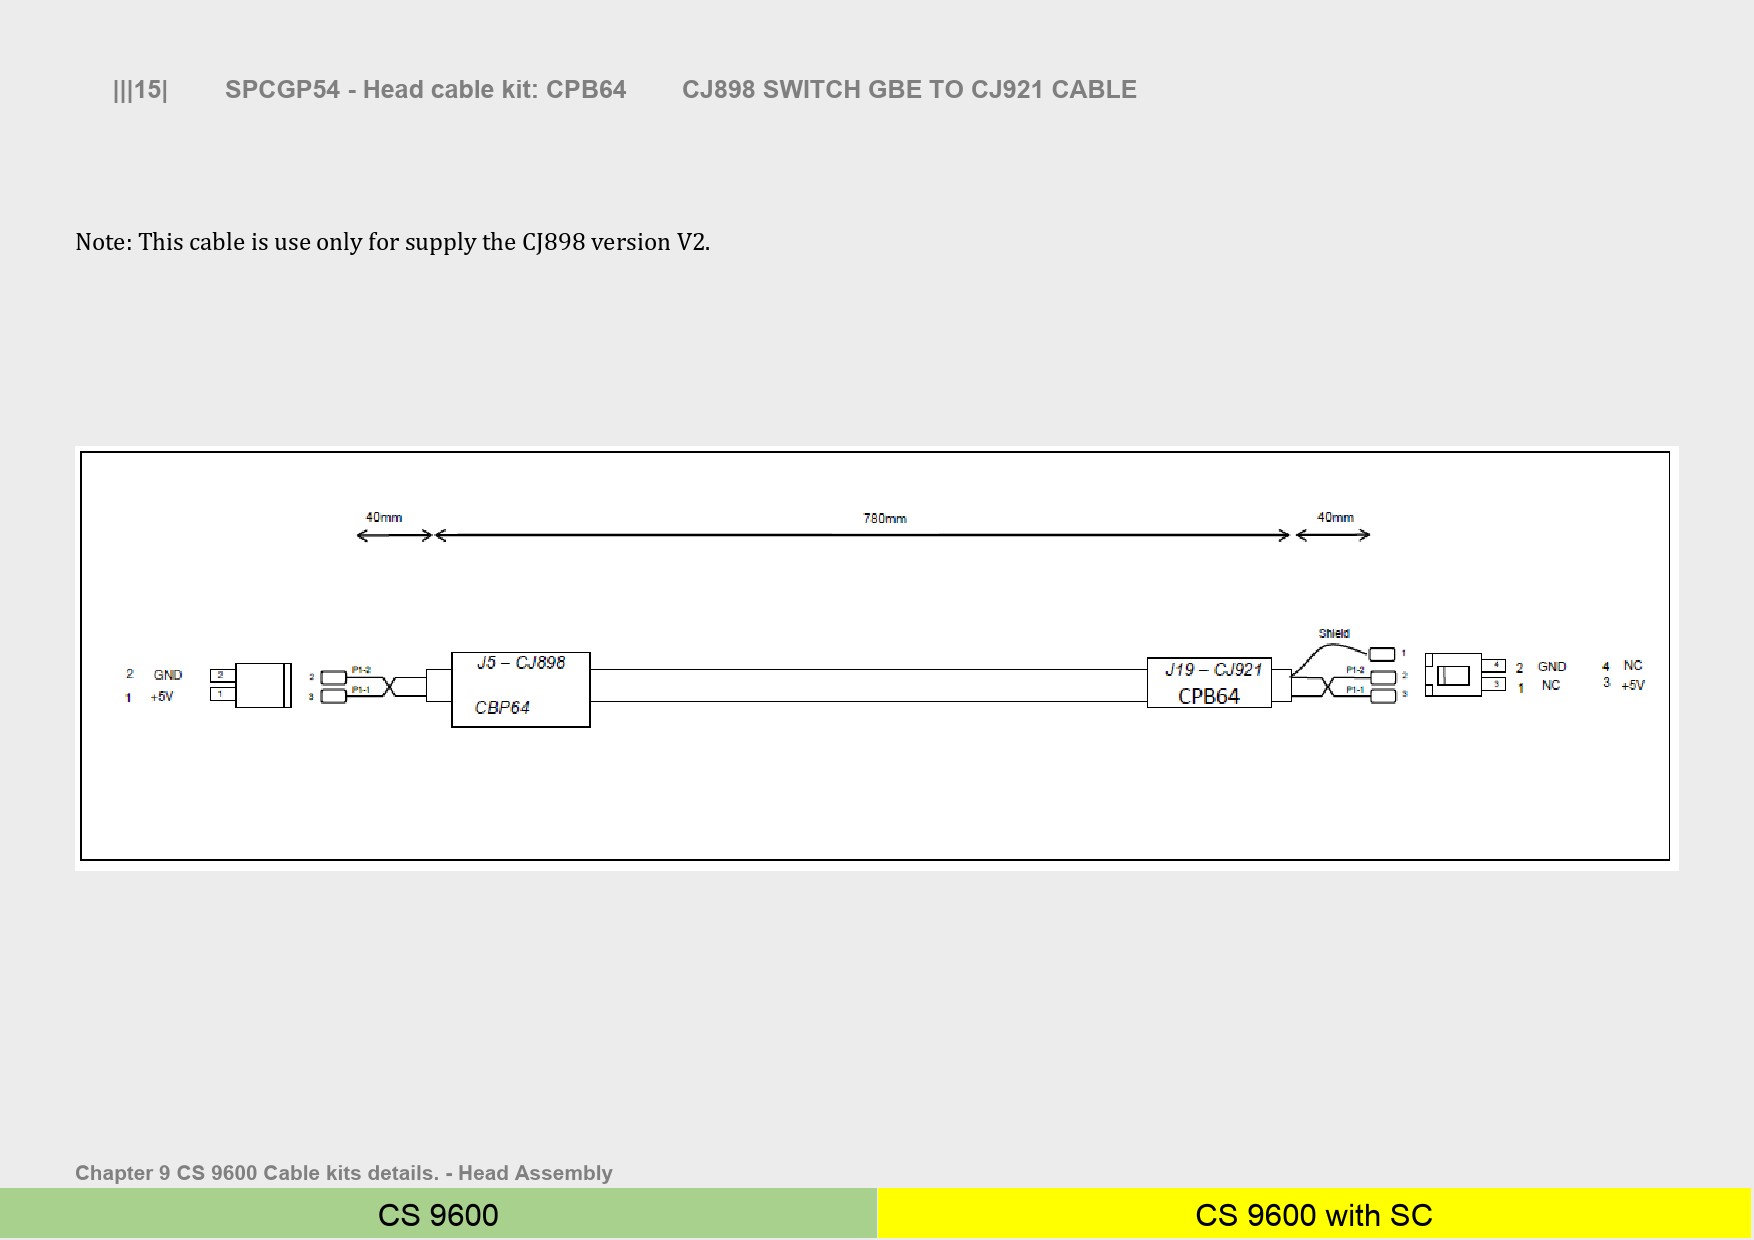 |||15| SPCGP54 - Head cable kit: CPB64 CJ898 SWITCH GBE TO CJ921 CABLE
Note: This cable is use only for supply the CJ898 version V2.
40mm 780mm 40mm
Shield
1
2 GND 2 2 P1-2 J5 – CJ898 J19 – CJ921 P1-2 2 4 2 GND 4 NC
1 +5V 1 3 P1-1 CBP64 CPB64 P1-1 3 3 1 NC 3 +5V
Chapter 9 CS 9600 Cable kits details. - Head Assembly
CS 9600 CS 9600 with SC